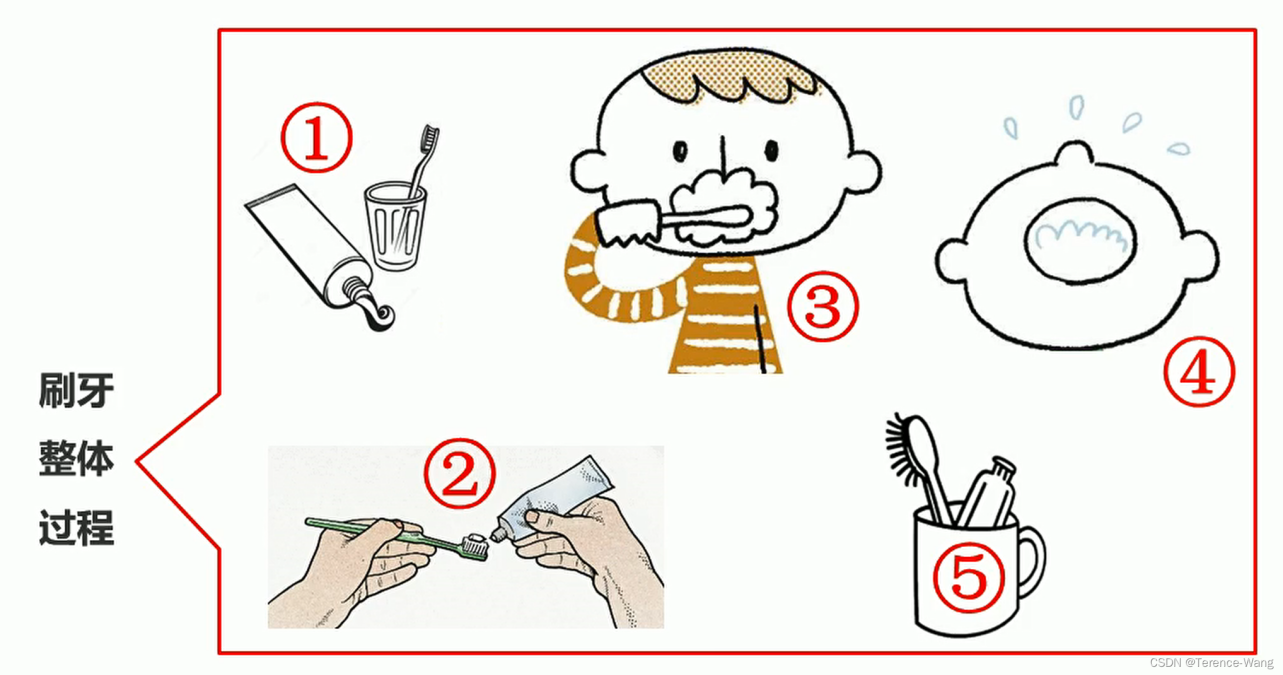 ①
②
③
④
⑤
刷牙
整体
过程
CSDN @Terence-Wang